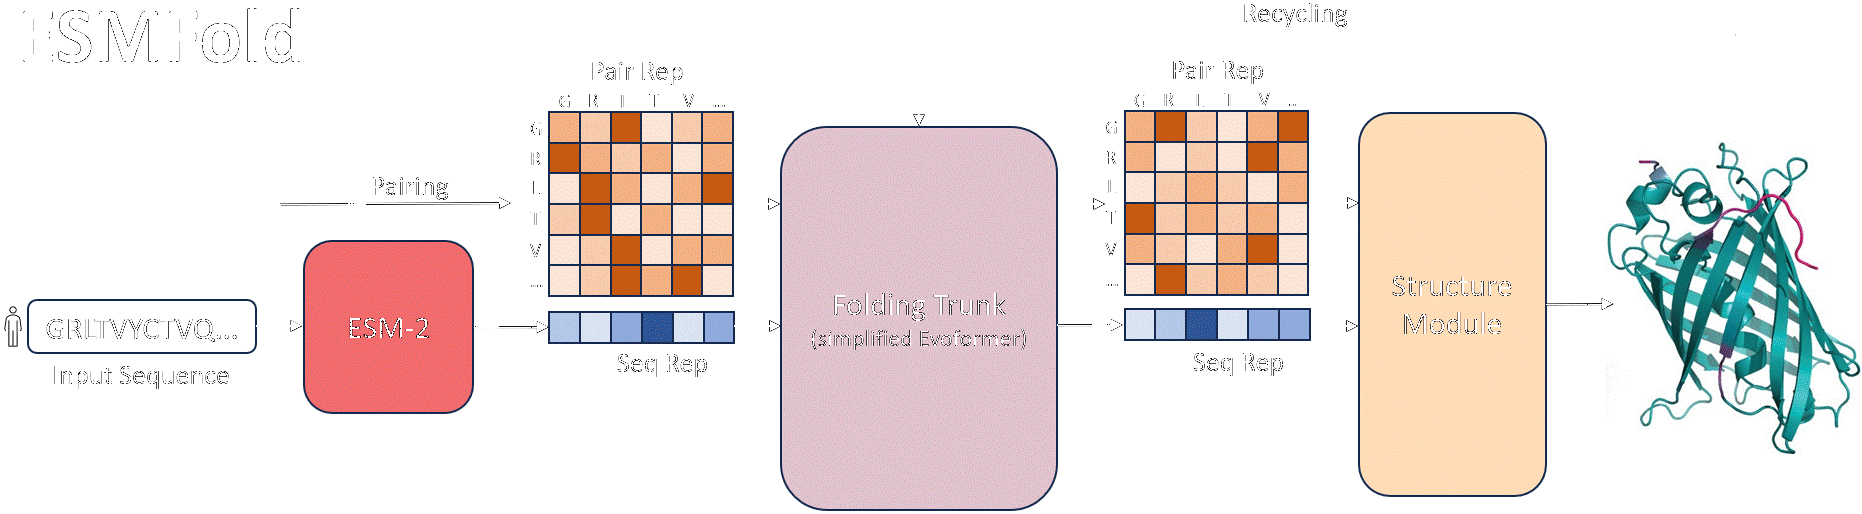 ESMFold
Recycling
Pair Rep
G R L T V ....
G
R
L
T
V
....
Pairing
GRLTVYCTVQ...
Input Sequence
ESM-2
Seq Rep
Folding Trunk
(simplified Evoformer)
Pair Rep
G R L T V ...
G
R
L
T
V
....
Seq Rep
Structure
Module